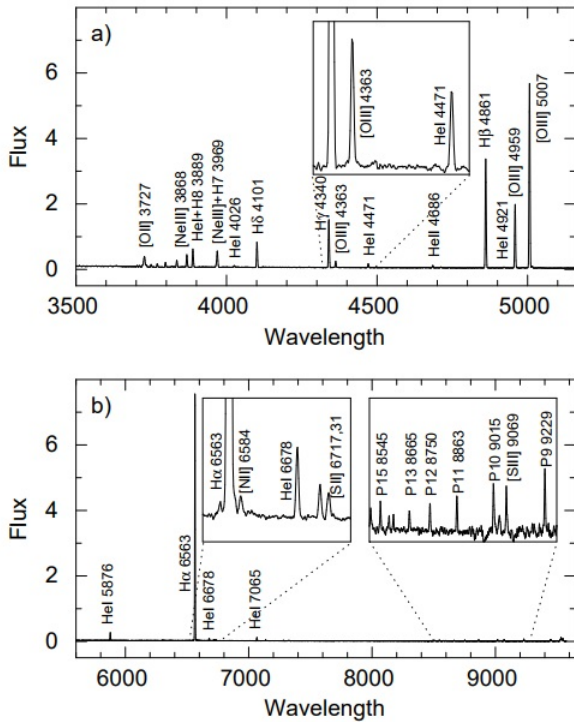 a)
Flux
6
4
2
0
[OII] 3727
[NeIII] 3868
HeI+H8 3889
[NeIII]+H7 3969
HeI 4026
Hδ 4101
Hγ 4340
[OIII] 4363
HeI 4471
HeII 4686
Hβ 4861
HeI 4921
[OIII] 4959
[OIII] 5007
[OIII] 4363
HeI 4471
3500 4000 4500 5000
Wavelength
b)
Flux
6
4
2
0
HeI 5876
Hα 6563
HeI 6678
HeI 7065
Hα 6563
[NII] 6584
HeI 6678
[SII] 6717,31
P15 8545
P13 8665
P12 8750
P11 8863
P10 9015
[SIII] 9069
P9 9229
6000 7000 8000 9000
Wavelength